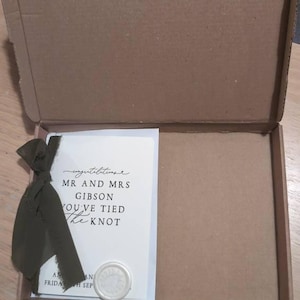 congratulations
MR AND MRS
GIBSON
YOU'VE TIED
the KNOT
FRIDAY